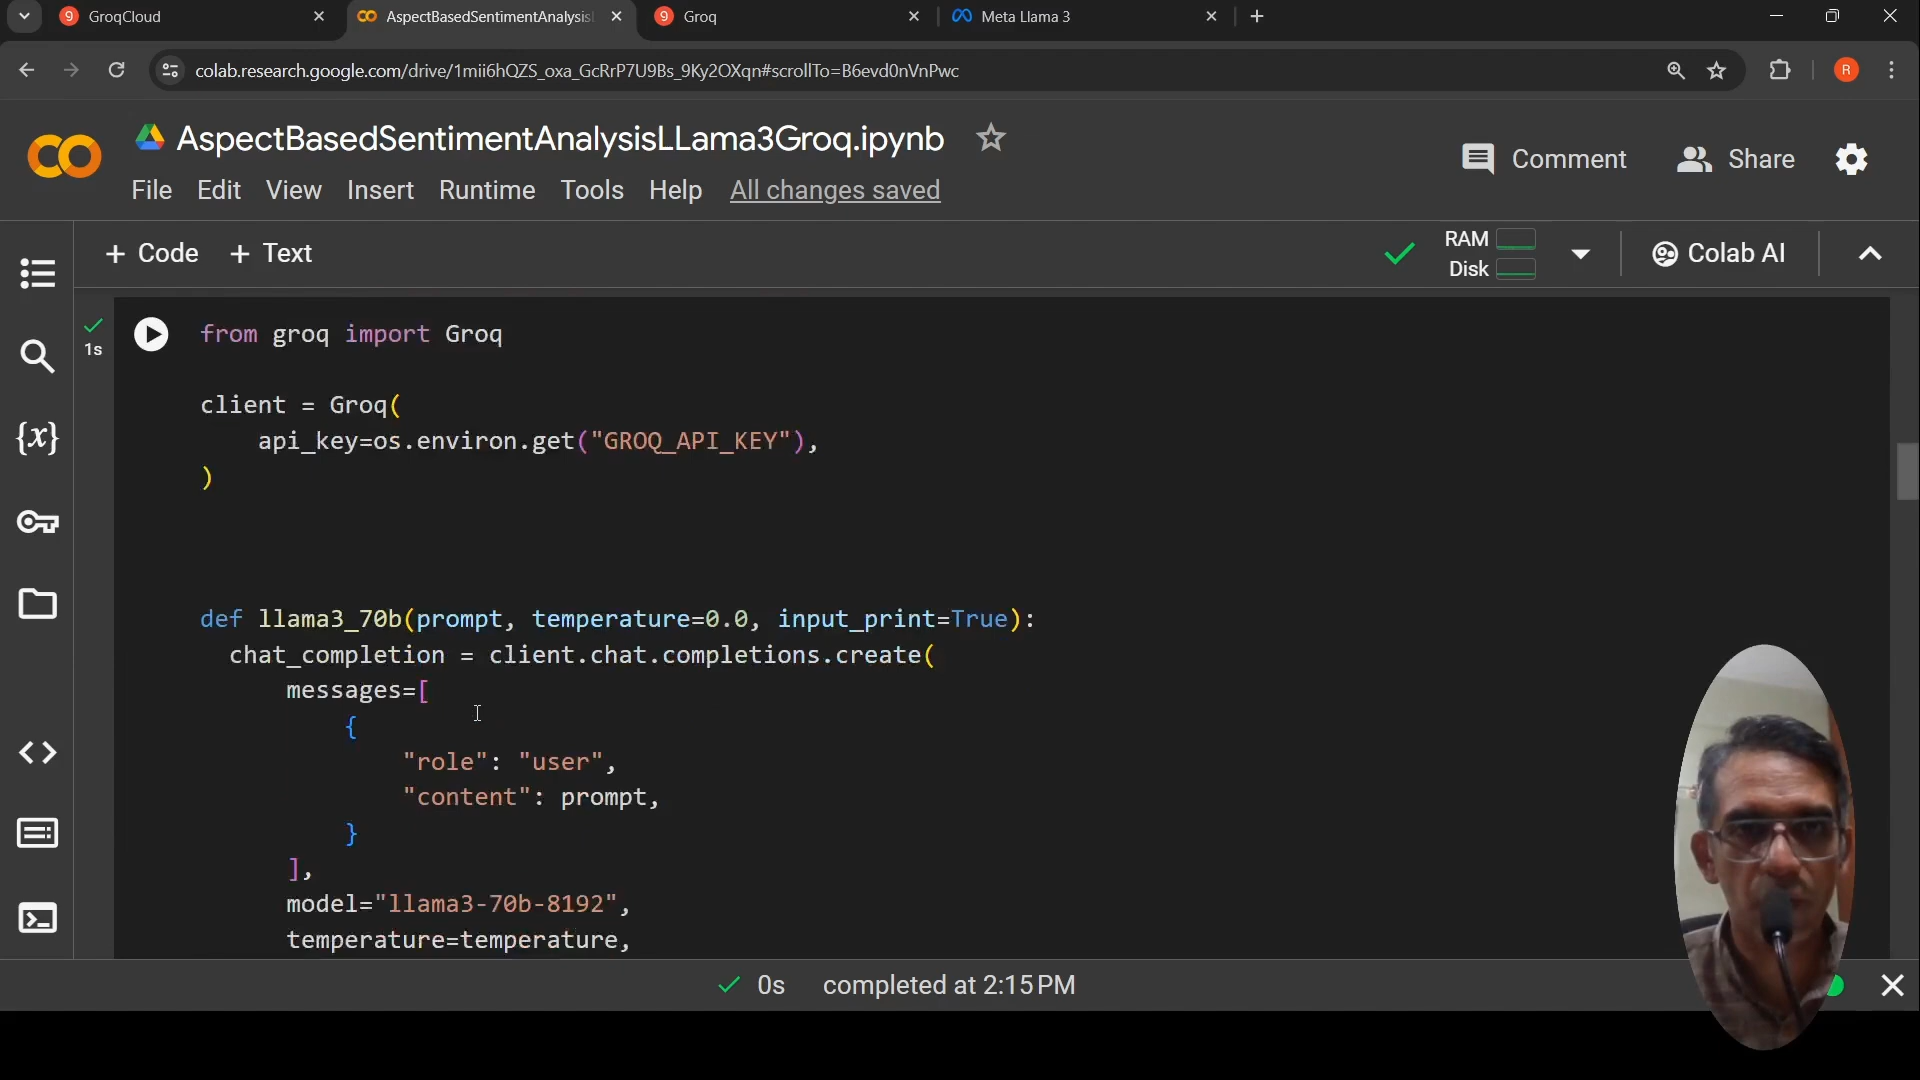 GroqCloud
AspectBasedSentimentAnalysis
Groq
Meta Llama 3
colab.research.google.com/drive/1mii6hQZS_oxa_GcRrP7U9Bs_9Ky2OXqn#scrollTo=B6evd0nVnPwc
R
AspectBasedSentimentAnalysisLLama3Groq.ipynb
Comment
Share
File Edit View Insert Runtime Tools Help All changes saved
+ Code + Text
RAM
Disk
Colab AI
1s
from groq import Groq
client = Groq(
api_key=os.environ.get("GROQ_API_KEY"),
)
def llama3_70b(prompt, temperature=0.0, input_print=True):
chat_completion = client.chat.completions.create(
messages=[
{
"role": "user",
"content": prompt,
}
],
model="llama3-70b-8192",
temperature=temperature,
{x}
0s completed at 2:15 PM